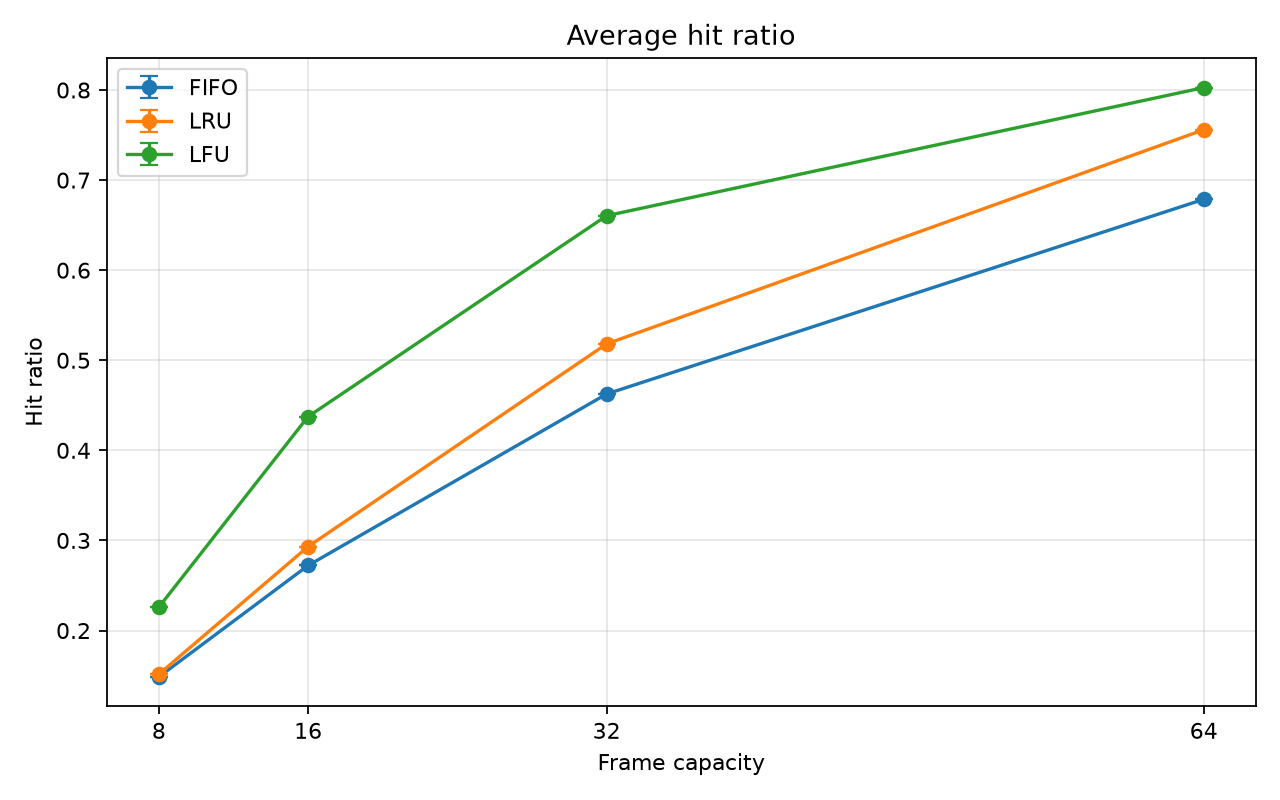 Average hit ratio
FIFO
LRU
LFU
Hit ratio
0.8
0.7
0.6
0.5
0.4
0.3
0.2
8 16 32 64
Frame capacity